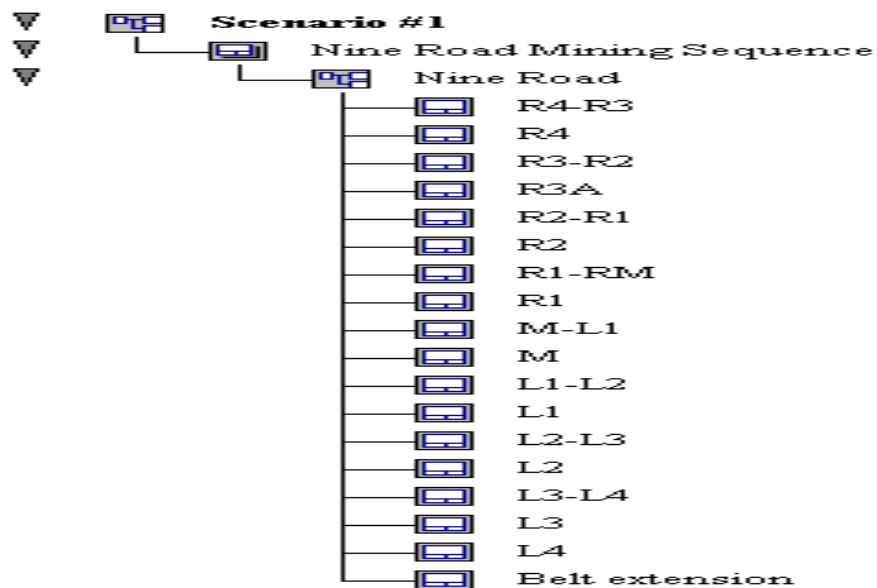 Scenario #1
Nine Road Mining Sequence
Nine Road
R4-R3
R4
R3-R2
R3A
R2-R1
R2
R1-RM
R1
M-L1
M
L1-L2
L1
L2-L3
L2
L3-L4
L3
L4
Belt extension